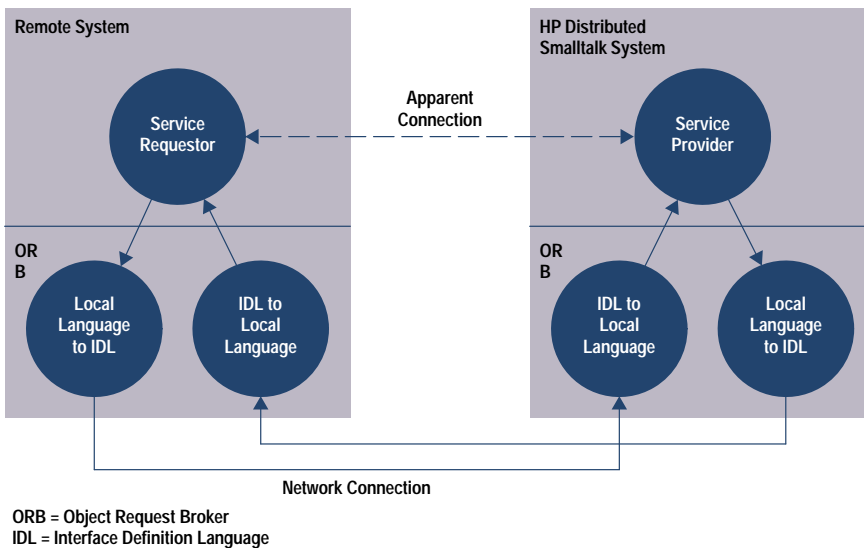 Remote System
HP Distributed
Smalltalk System
Apparent
Connection
Service
Requestor
Service
Provider
OR
B
Local
Language
to IDL
IDL to
Local
Language
OR
B
IDL to
Local
Language
Local
Language
to IDL
Network Connection
ORB = Object Request Broker
IDL = Interface Definition Language